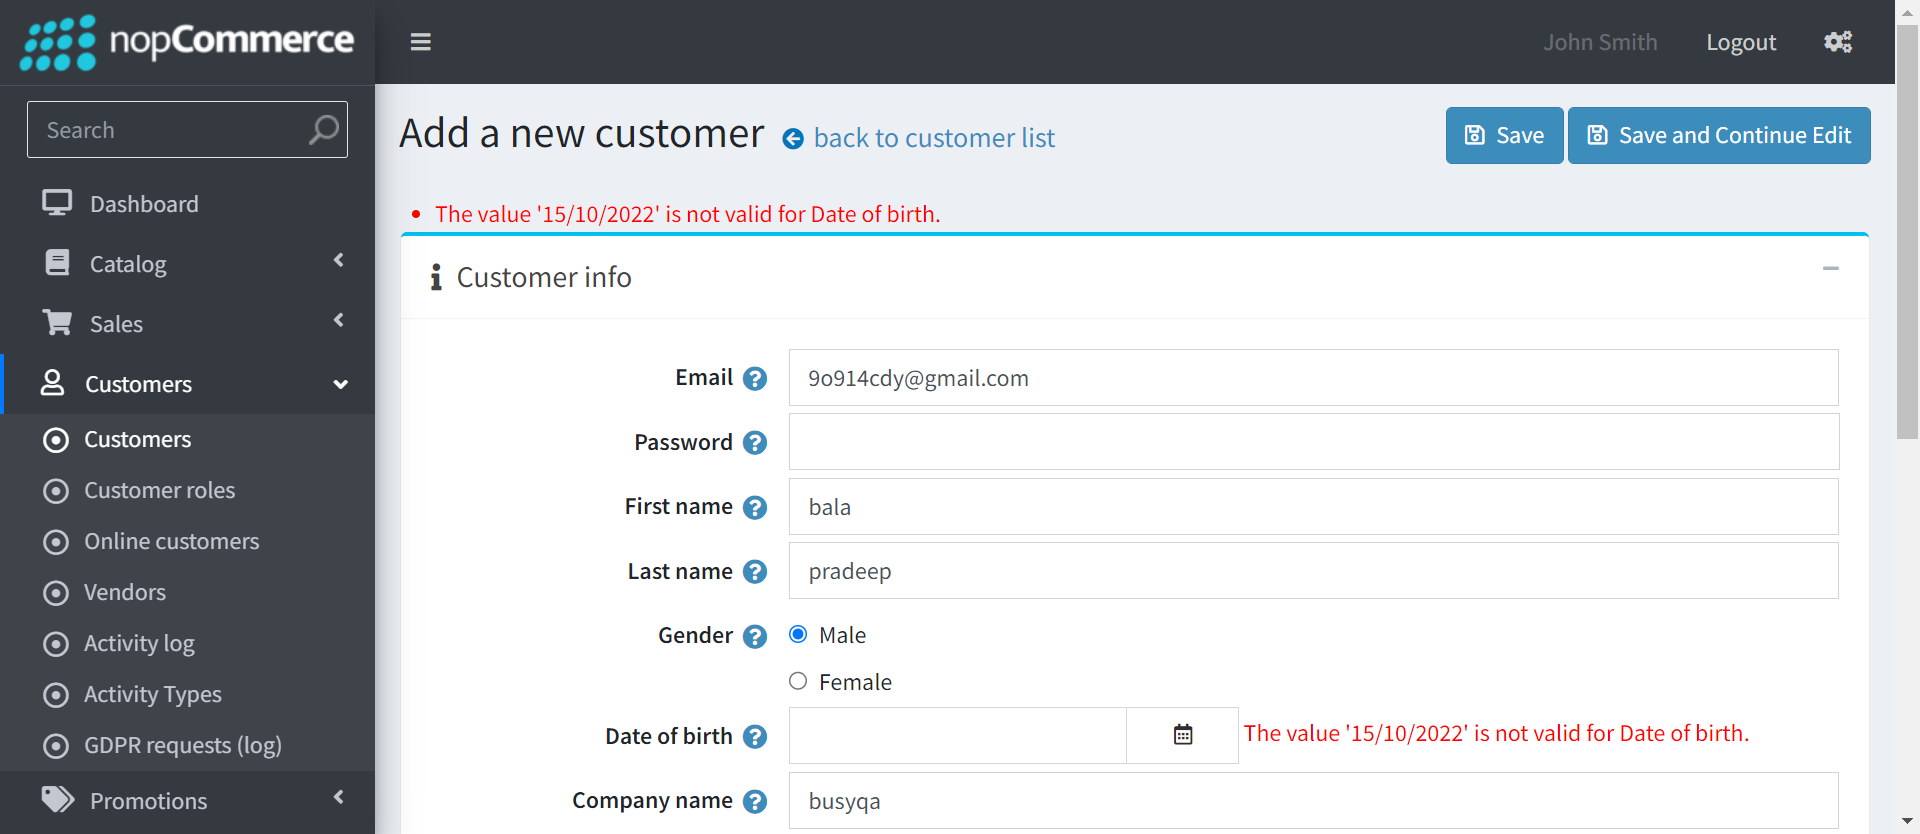 nopCommerce
John Smith
Logout
Search
Dashboard
Catalog
Sales
Customers
Customers
Customer roles
Online customers
Vendors
Activity log
Activity Types
GDPR requests (log)
Promotions
Add a new customer back to customer list
Save
Save and Continue Edit
The value '15/10/2022' is not valid for Date of birth.
Customer info
Email 9o914cdy@gmail.com
Password
First name bala
Last name pradeep
Gender Male
Female
Date of birth The value '15/10/2022' is not valid for Date of birth.
Company name busyqa